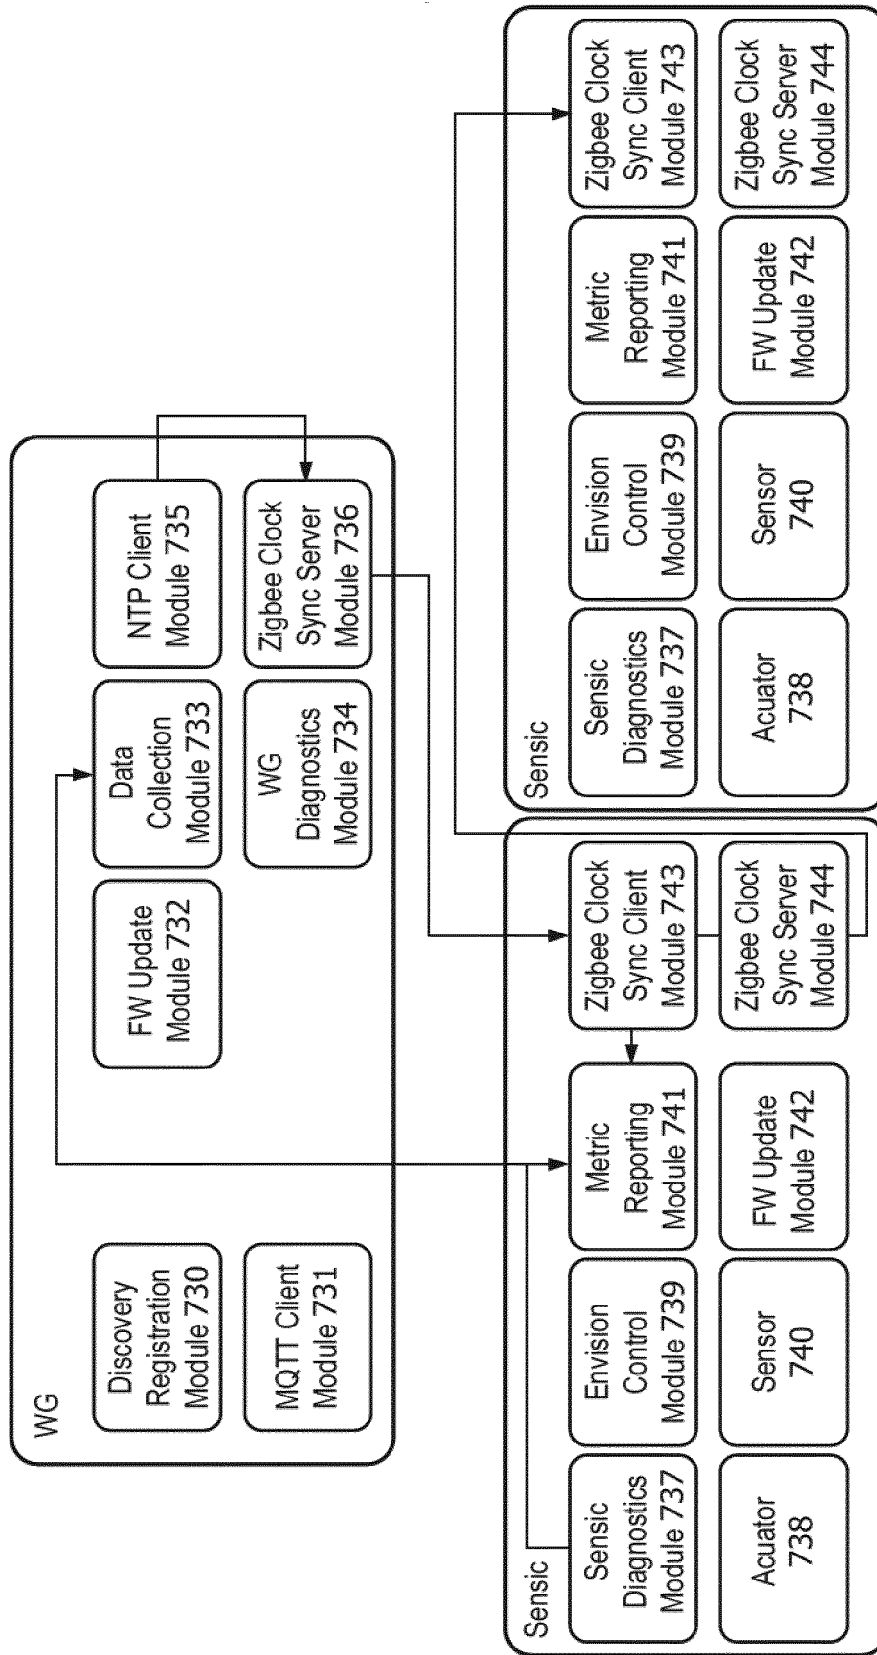 WG
Discovery
Registration
Module 730
MQTT Client
Module 731
FW Update
Module 732
Data
Collection
Module 733
WG
Diagnostics
Module 734
NTP Client
Module 735
Zigbee Clock
Sync Server
Module 736
Sensic
Sensic
Diagnostics
Module 737
Acuator
738
Envision
Control
Module 739
Sensor
740
Metric
Reporting
Module 741
FW Update
Module 742
Zigbee Clock
Sync Client
Module 743
Zigbee Clock
Sync Server
Module 744
Sensic
Sensic
Diagnostics
Module 737
Acuator
738
Envision
Control
Module 739
Sensor
740
Metric
Reporting
Module 741
FW Update
Module 742
Zigbee Clock
Sync Client
Module 743
Zigbee Clock
Sync Server
Module 744